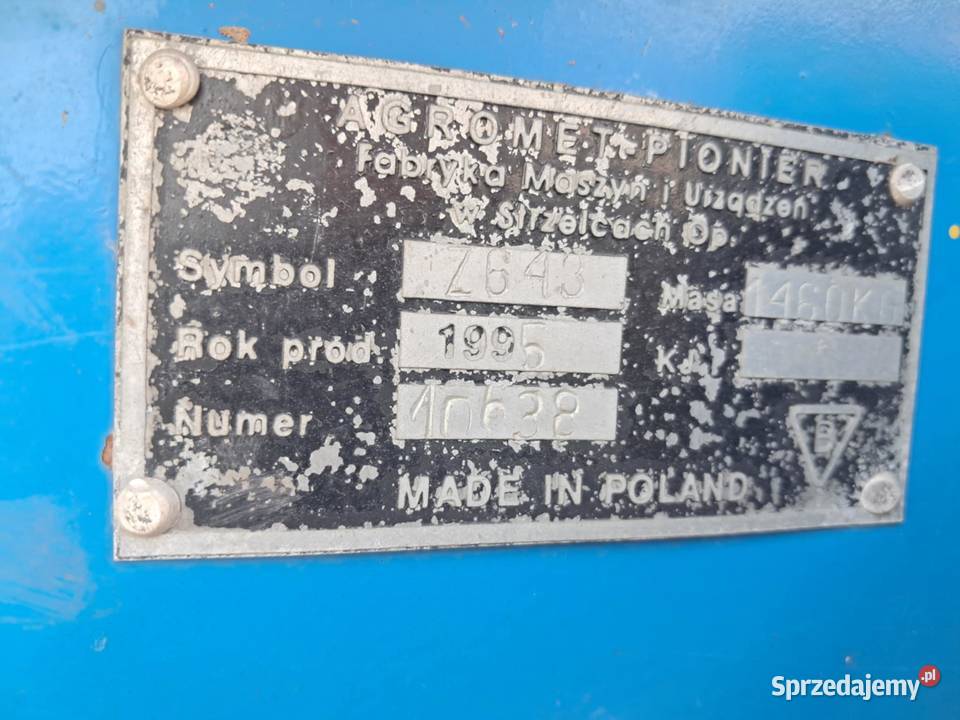 AGROMET PIONIER
Fabryka Maszyn i Urządzeń
w Strzelcach Op.
Symbol Z643 Masa 1460KG
Rok prod. 1995 K.j.
Numer 10638
B
MADE IN POLAND
Sprzedajemy.pl